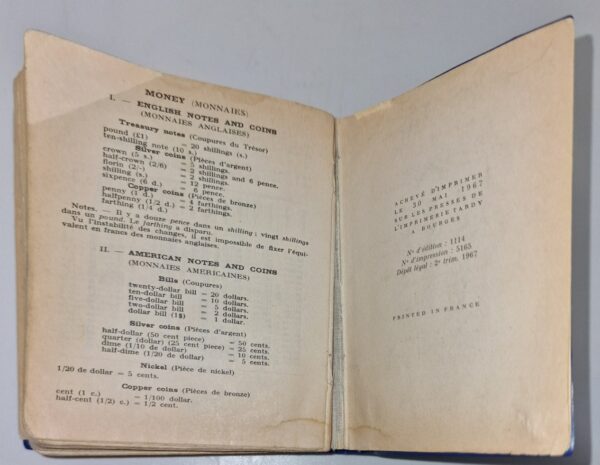 MONEY (MONNAIES)
I. — ENGLISH NOTES AND COINS
(MONNAIES ANGLAISES)
Treasury notes (Coupures du Trésor)
pound (£1) = 20 shillings (s.)
ten-shilling note (10 s.)
Silver coins (Pièces d'argent)
crown (5 s.) = 5 shillings.
half-crown (2/6) = 2 shillings and 6 pence.
florin (2/-) = 2 shillings.
shilling (s.) = 12 pence.
sixpence (6 d.) = 6 pence.
Copper coins (Pièces de bronze)
penny (1 d.) = 4 farthings.
halfpenny (1/2 d.) = 2 farthings.
farthing (1/4 d.)
Notes. — Il y a douze pence dans un shilling; vingt shillings
dans un pound. Le farthing a disparu.
Vu l'instabilité des changes, il est impossible de fixer l'équi-
valent en francs des monnaies anglaises.
II. — AMERICAN NOTES AND COINS
(MONNAIES AMERICAINES)
Bills (Coupures)
twenty-dollar bill = 20 dollars.
ten-dollar bill = 10 dollars.
five-dollar bill = 5 dollars.
two-dollar bill = 2 dollars.
dollar bill (1$) = 1 dollar.
Silver coins (Pièces d'argent)
half-dollar (50 cent piece) = 50 cents.
quarter (dollar) (25 cent piece) = 25 cents.
dime (1/10 de dollar) = 10 cents.
half-dime (1/20 de dollar) = 5 cents.
Nickel (Pièce de nickel)
1/20 de dollar = 5 cents.
Copper coins (Pièces de bronze)
cent (1 c.) = 1/100 dollar.
half-cent (1/2 c.) = 1/2 cent.
ACHEVÉ D'IMPRIMER
LE 30 MAI 1967
SUR LES PRESSES DE
L'IMPRIMERIE TARDY
A BOURGES
N° d'édition : 1114
N° d'impression : 5165
Dépôt légal : 2e trim. 1967
PRINTED IN FRANCE